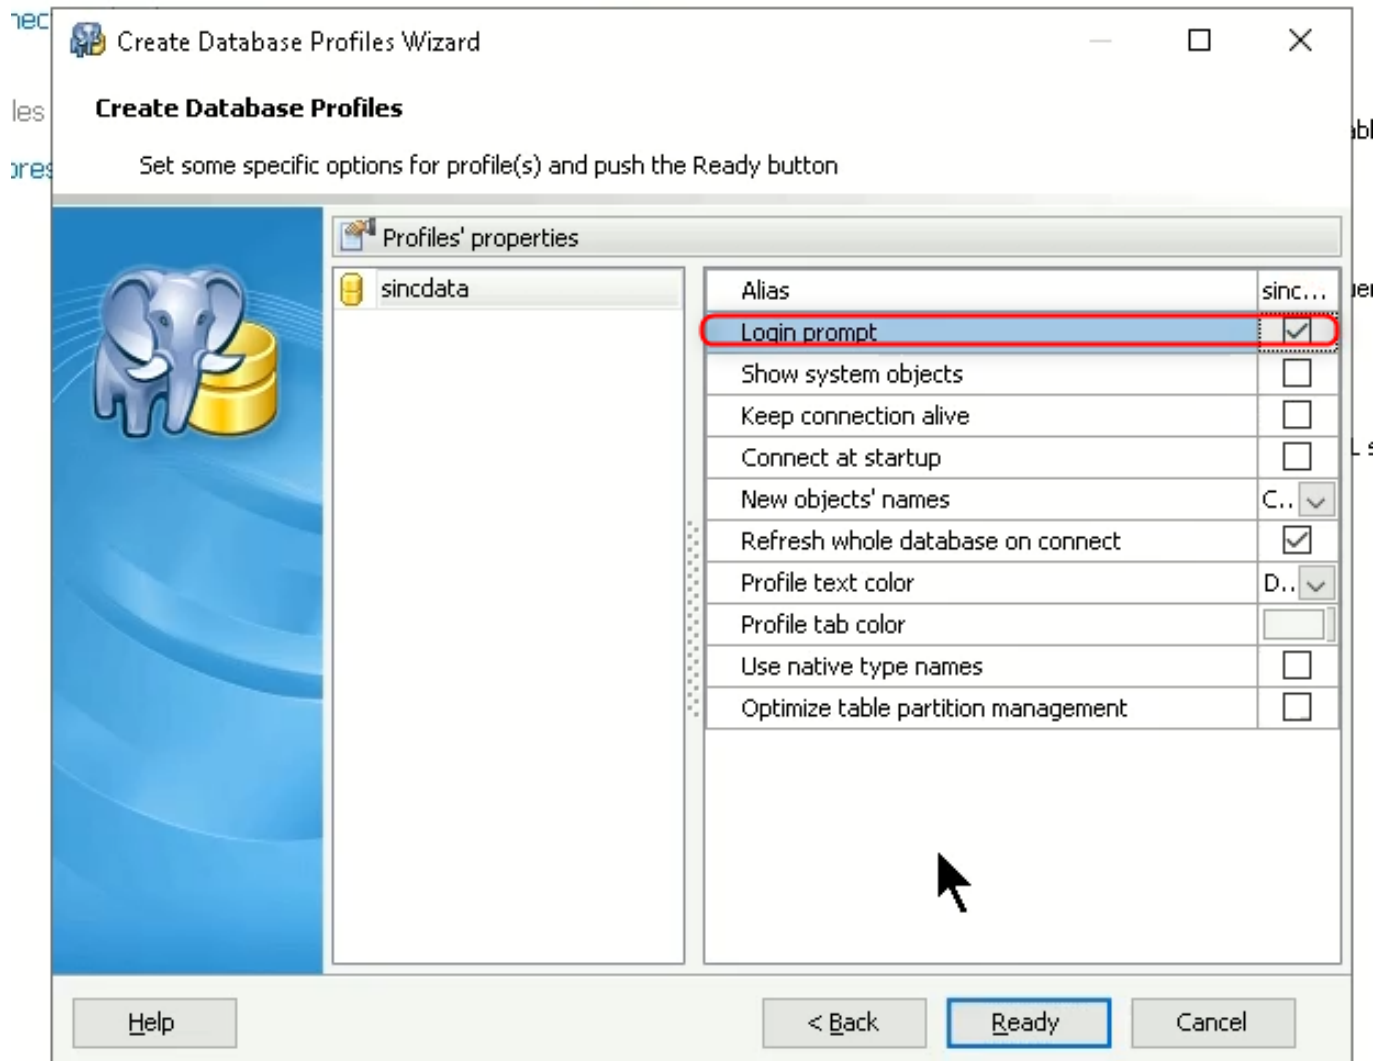 Create Database Profiles Wizard
Create Database Profiles
Set some specific options for profile(s) and push the Ready button
Profiles' properties
sincdata
Alias sinc...
Login prompt
Show system objects
Keep connection alive
Connect at startup
New objects' names C..
Refresh whole database on connect
Profile text color D..
Profile tab color
Use native type names
Optimize table partition management
Help
< Back
Ready
Cancel